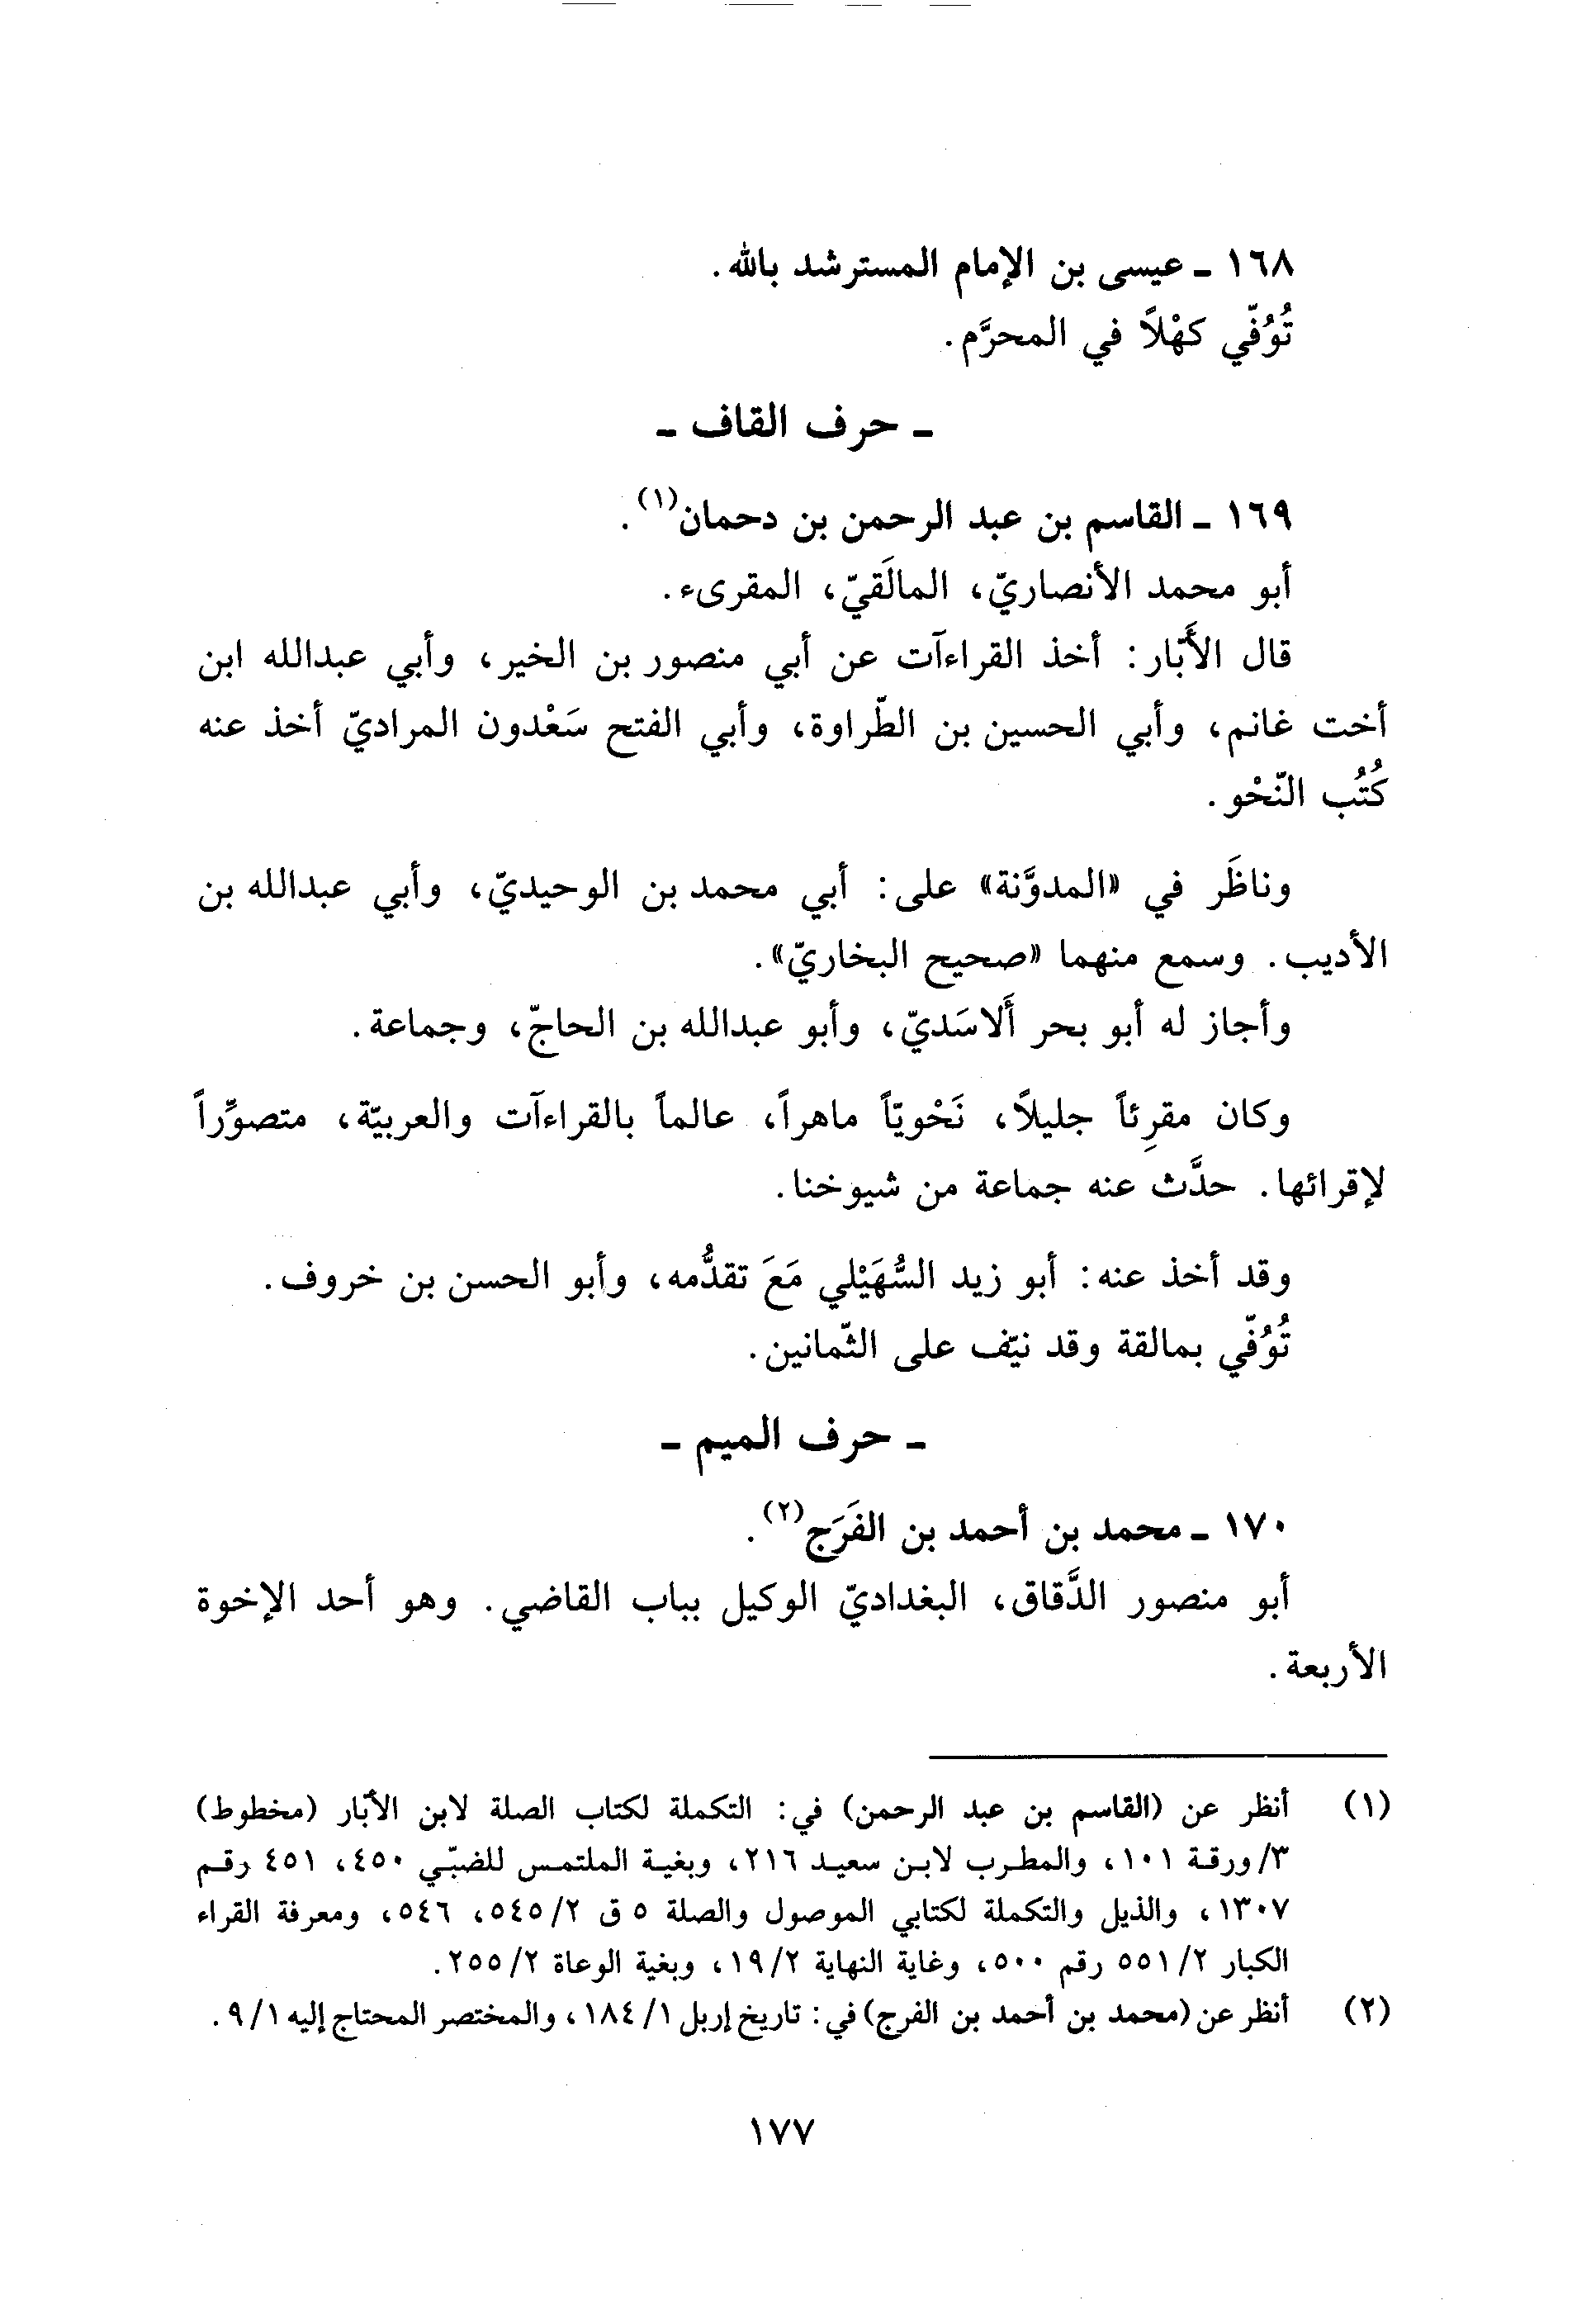 ١٦٨ ـ عيسى بن الإمام المسترشد بالله.
تُوُفّي كهْلاً في المحرَّم.
ـ حرف القاف ـ
١٦٩ ـ القاسم بن عبد الرحمن بن دحمان(١).
أبو محمد الأنصاريّ، المالَقيّ، المقرىء.
قال الأَبّار: أخذ القراءآت عن أبي منصور بن الخير، وأبي عبدالله ابن
أخت غانم، وأبي الحسين بن الطّراوة، وأبي الفتح سَعْدون المراديّ أخذ عنه
كُتُب النّحْو.
وناظَر في «المدوَّنة» على: أبي محمد بن الوحيديّ، وأبي عبدالله بن
الأديب. وسمع منهما «صحيح البخاريّ».
وأجاز له أبو بحر ألاسَديّ، وأبو عبدالله بن الحاجّ، وجماعة.
وكان مقرِئاً جليلاً، نَحْويّاً ماهراً، عالماً بالقراءآت والعربيّة، متصوِّراً
لإقرائها. حدَّث عنه جماعة من شيوخنا.
وقد أخذ عنه: أبو زيد السُّهَيْلي مَعَ تقدُّمه، وأبو الحسن بن خروف.
تُوُفّي بمالقة وقد نيّف على الثّمانين.
ـ حرف الميم ـ
١٧٠ ـ محمد بن أحمد بن الفَرَج(٢).
أبو منصور الدَّقاق، البغداديّ الوكيل بباب القاضي. وهو أحد الإخوة
الأربعة.
(١) أنظر عن (القاسم بن عبد الرحمن) في: التكملة لكتاب الصلة لابن الأبّار (مخطوط)
٣/ورقة ١٠١، والمطرب لابن سعيد ٢١٦، وبغية الملتمس للضبّي ٤٥٠، ٤٥١ رقم
١٣٠٧، والذيل والتكملة لكتابي الموصول والصلة ٥ ق ٥٤٥/٢، ٥٤٦، ومعرفة القراء
الكبار ٥٥١/٢ رقم ٥٠٠، وغاية النهاية ١٩/٢، وبغية الوعاة ٢٥٥/٢.
(٢) أنظر عن (محمد بن أحمد بن الفرج) في: تاريخ إربل ١٨٤/١، والمختصر المحتاج إليه ٩/١.
١٧٧